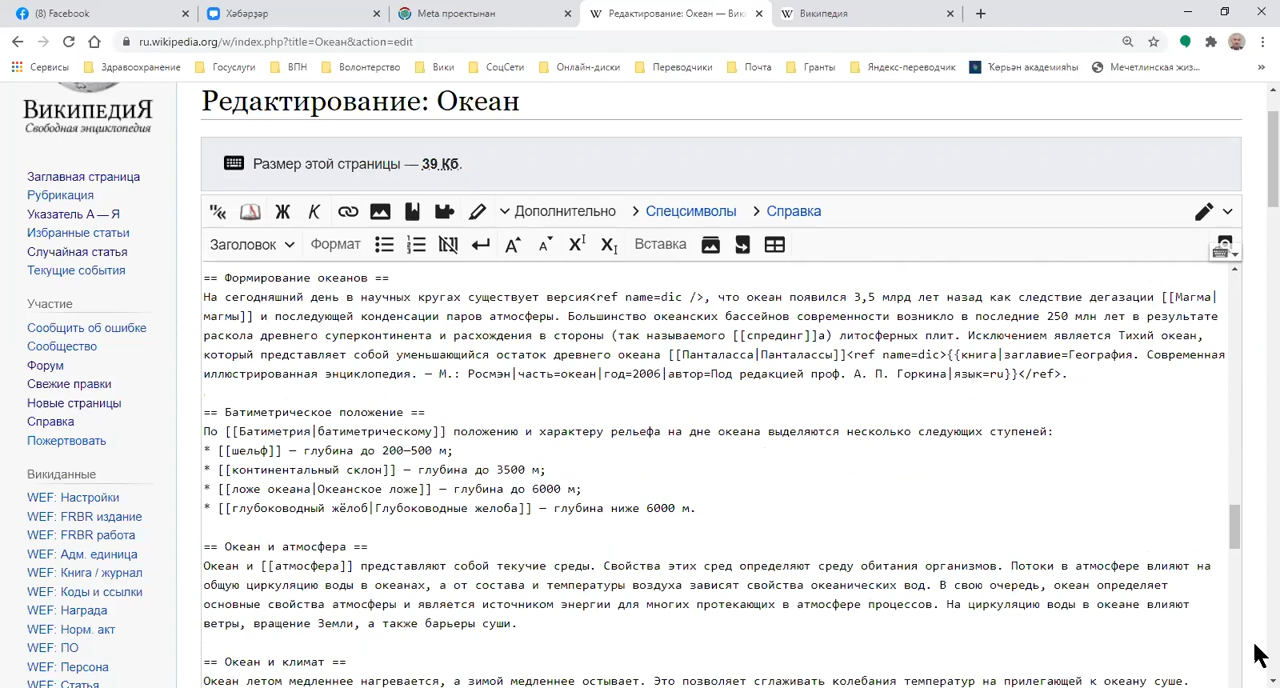 (8) Facebook
Хәбәрҙәр
Meta проектынан
Редактирование: Океан — Вики
Википедия
ru.wikipedia.org/w/index.php?title=Океан&action=edit
Сервисы Здравоохранение Госуслуги ВПН Волонтерство Вики СоцСети Онлайн-диски Переводчики Почта Гранты Яндекс-переводчик Ҡөрьән академияһы Мечетлинская жиз...
ВикипедиЯ
Свободная энциклопедия
Заглавная страница
Рубрикация
Указатель А — Я
Избранные статьи
Случайная статья
Текущие события
Участие
Сообщить об ошибке
Сообщество
Форум
Свежие правки
Новые страницы
Справка
Пожертвовать
Викиданные
WEF: Настройки
WEF: FRBR издание
WEF: FRBR работа
WEF: Адм. единица
WEF: Книга / журнал
WEF: Коды и ссылки
WEF: Награда
WEF: Норм. акт
WEF: ПО
WEF: Персона
WEF: Статья
Редактирование: Океан
Размер этой страницы — 39 Кб.
Ж К Дополнительно Спецсимволы Справка
Заголовок Формат Вставка
== Формирование океанов ==
На сегодняшний день в научных кругах существует версия<ref name=dic />, что океан появился 3,5 млрд лет назад как следствие дегазации [[Магма|
магмы]] и последующей конденсации паров атмосферы. Большинство океанских бассейнов современности возникло в последние 250 млн лет в результате
раскола древнего суперконтинента и расхождения в стороны (так называемого [[спрединг]]а) литосферных плит. Исключением является Тихий океан,
который представляет собой уменьшающийся остаток древнего океана [[Панталасса|Панталассы]]<ref name=dic>{{книга|заглавие=География. Современная
иллюстрированная энциклопедия. — М.: Росмэн|часть=океан|год=2006|автор=Под редакцией проф. А. П. Горкина|язык=ru}}</ref>.
== Батиметрическое положение ==
По [[Батиметрия|батиметрическому]] положению и характеру рельефа на дне океана выделяются несколько следующих ступеней:
* [[шельф]] — глубина до 200—500 м;
* [[континентальный склон]] — глубина до 3500 м;
* [[ложе океана|Океанское ложе]] — глубина до 6000 м;
* [[глубоководный жёлоб|Глубоководные желоба]] — глубина ниже 6000 м.
== Океан и атмосфера ==
Океан и [[атмосфера]] представляют собой текучие среды. Свойства этих сред определяют среду обитания организмов. Потоки в атмосфере влияют на
общую циркуляцию воды в океанах, а от состава и температуры воздуха зависят свойства океанических вод. В свою очередь, океан определяет
основные свойства атмосферы и является источником энергии для многих протекающих в атмосфере процессов. На циркуляцию воды в океане влияют
ветры, вращение Земли, а также барьеры суши.
== Океан и климат ==
Океан летом медленнее нагревается, а зимой медленнее остывает. Это позволяет сглаживать колебания температур на прилегающей к океану суше.